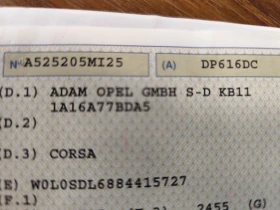 N° A525205MI25 (A) DP616DC
(D.1) ADAM OPEL GMBH S-D KB11
1A16A77BDA5
(D.2)
(D.3) CORSA
(E) W0L0SDL6884415727
(F.1)
2455 (G)